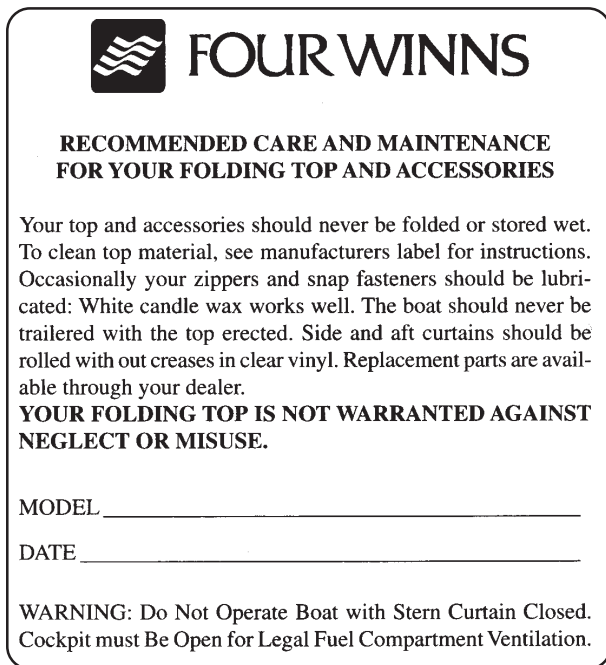 FOUR WINNS
RECOMMENDED CARE AND MAINTENANCE
FOR YOUR FOLDING TOP AND ACCESSORIES
Your top and accessories should never be folded or stored wet.
To clean top material, see manufacturers label for instructions.
Occasionally your zippers and snap fasteners should be lubri-
cated: White candle wax works well. The boat should never be
trailered with the top erected. Side and aft curtains should be
rolled with out creases in clear vinyl. Replacement parts are avail-
able through your dealer.
YOUR FOLDING TOP IS NOT WARRANTED AGAINST
NEGLECT OR MISUSE.
MODEL
DATE
WARNING: Do Not Operate Boat with Stern Curtain Closed.
Cockpit must Be Open for Legal Fuel Compartment Ventilation.